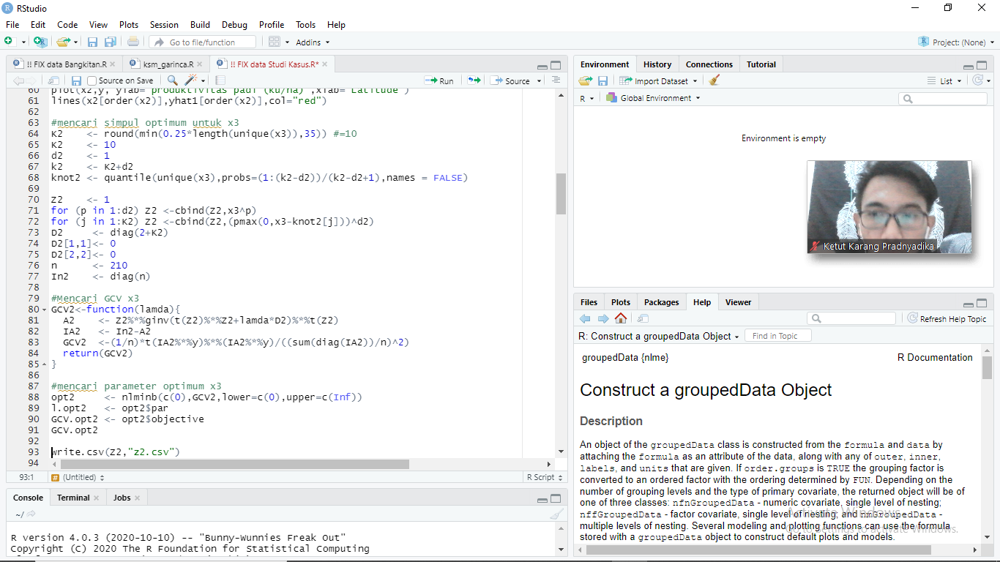 RStudio
File Edit Code View Plots Session Build Debug Profile Tools Help
Go to file/function Addins Project: (None)
!! FIX data Bangkitan.R ksm_garinca.R !! FIX data Studi Kasus.R*
Source on Save Run Source
60 plot(x2,y, ylab="produktivitas padi (ku/ha)",xlab="Latitude")
61 lines(x2[order(x2)],yhat1[order(x2)],col="red")
62
63 #mencari simpul optimum untuk x3
64 K2 <- round(min(0.25*length(unique(x3)),35)) #=10
65 K2 <- 10
66 d2 <- 1
67 k2 <- K2+d2
68 knot2 <- quantile(unique(x3),probs=(1:(k2-d2))/(k2-d2+1),names = FALSE)
69
70 Z2 <- 1
71 for (p in 1:d2) Z2 <-cbind(Z2,x3^p)
72 for (j in 1:K2) Z2 <-cbind(Z2,(pmax(0,x3-knot2[j]))^d2)
73 D2 <- diag(2+K2)
74 D2[1,1]<- 0
75 D2[2,2]<- 0
76 n <- 210
77 In2 <- diag(n)
78
79 #Mencari GCV x3
80 GCV2<-function(lamda){
81 A2 <- Z2%*%ginv(t(Z2)%*%Z2+lamda*D2)%*%t(Z2)
82 IA2 <- In2-A2
83 GCV2 <-(1/n)*t(IA2%*%y)%*%(IA2%*%y)/((sum(diag(IA2))/n)^2)
84 return(GCV2)
85 }
86
87 #mencari parameter optimum x3
88 opt2 <- nlminb(c(0),GCV2,lower=c(0),upper=c(Inf))
89 l.opt2 <- opt2$par
90 GCV.opt2 <- opt2$objective
91 GCV.opt2
92
93 write.csv(Z2,"z2.csv")
94
93:1 # (Untitled) R Script
Console Terminal Jobs
~/
R version 4.0.3 (2020-10-10) -- "Bunny-Wunnies Freak Out"
Copyright (C) 2020 The R Foundation for Statistical Computing
Environment History Connections Tutorial
Import Dataset List
R Global Environment
Environment is empty
Ketut Karang Pradnyadika
Files Plots Packages Help Viewer
Refresh Help Topic
R: Construct a groupedData Object Find in Topic
groupedData {nlme} R Documentation
Construct a groupedData Object
Description
An object of the groupedData class is constructed from the formula and data by
attaching the formula as an attribute of the data, along with any of outer, inner,
labels, and units that are given. If order.groups is TRUE the grouping factor is
converted to an ordered factor with the ordering determined by FUN. Depending on the
number of grouping levels and the type of primary covariate, the returned object will be of
one of three classes: nfnGroupedData - numeric covariate, single level of nesting;
nffGroupedData - factor covariate, single level of nesting; and nmGroupedData -
multiple levels of nesting. Several modeling and plotting functions can use the formula
stored with a groupedData object to construct default plots and models.
Activate Windows
Go to Settings to activate Windows.